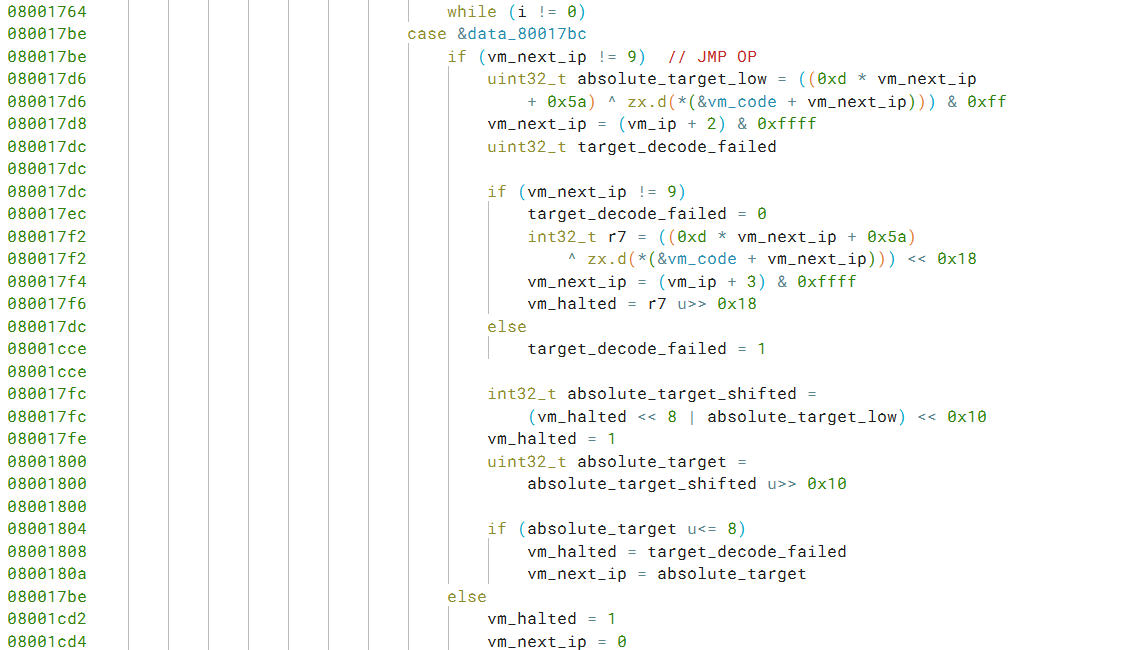 08001764 while (i != 0)
080017be case &data_80017bc
080017be if (vm_next_ip != 9)  // JMP OP
080017d6 uint32_t absolute_target_low = ((0xd * vm_next_ip
080017d6 + 0x5a) ^ zx.d(*(&vm_code + vm_next_ip))) & 0xff
080017d8 vm_next_ip = (vm_ip + 2) & 0xffff
080017dc uint32_t target_decode_failed
080017dc
080017dc if (vm_next_ip != 9)
080017ec target_decode_failed = 0
080017f2 int32_t r7 = ((0xd * vm_next_ip + 0x5a)
080017f2 ^ zx.d(*(&vm_code + vm_next_ip))) << 0x18
080017f4 vm_next_ip = (vm_ip + 3) & 0xffff
080017f6 vm_halted = r7 u>> 0x18
080017dc else
08001cce target_decode_failed = 1
08001cce
080017fc int32_t absolute_target_shifted =
080017fc (vm_halted << 8 | absolute_target_low) << 0x10
080017fe vm_halted = 1
08001800 uint32_t absolute_target =
08001800 absolute_target_shifted u>> 0x10
08001800
08001804 if (absolute_target u<= 8)
08001808 vm_halted = target_decode_failed
0800180a vm_next_ip = absolute_target
080017be else
08001cd2 vm_halted = 1
08001cd4 vm_next_ip = 0